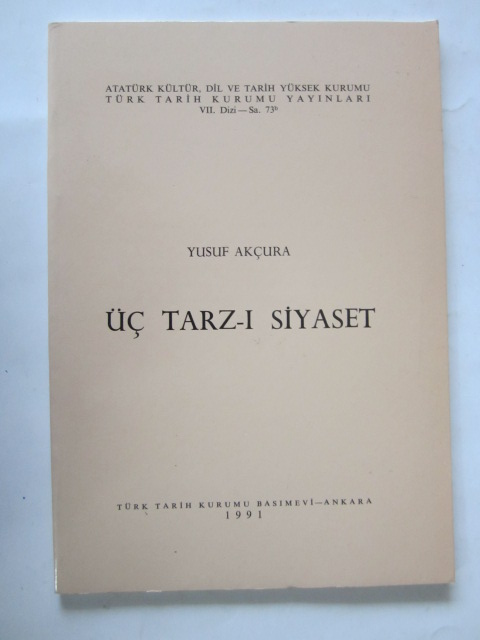 ATATÜRK KÜLTÜR, DİL VE TARİH YÜKSEK KURUMU
TÜRK TARİH KURUMU YAYINLARI
VII. Dizi — Sa. 73ᵇ
YUSUF AKÇURA
ÜÇ TARZ-I SİYASET
TÜRK TARİH KURUMU BASIMEVİ—ANKARA
1991